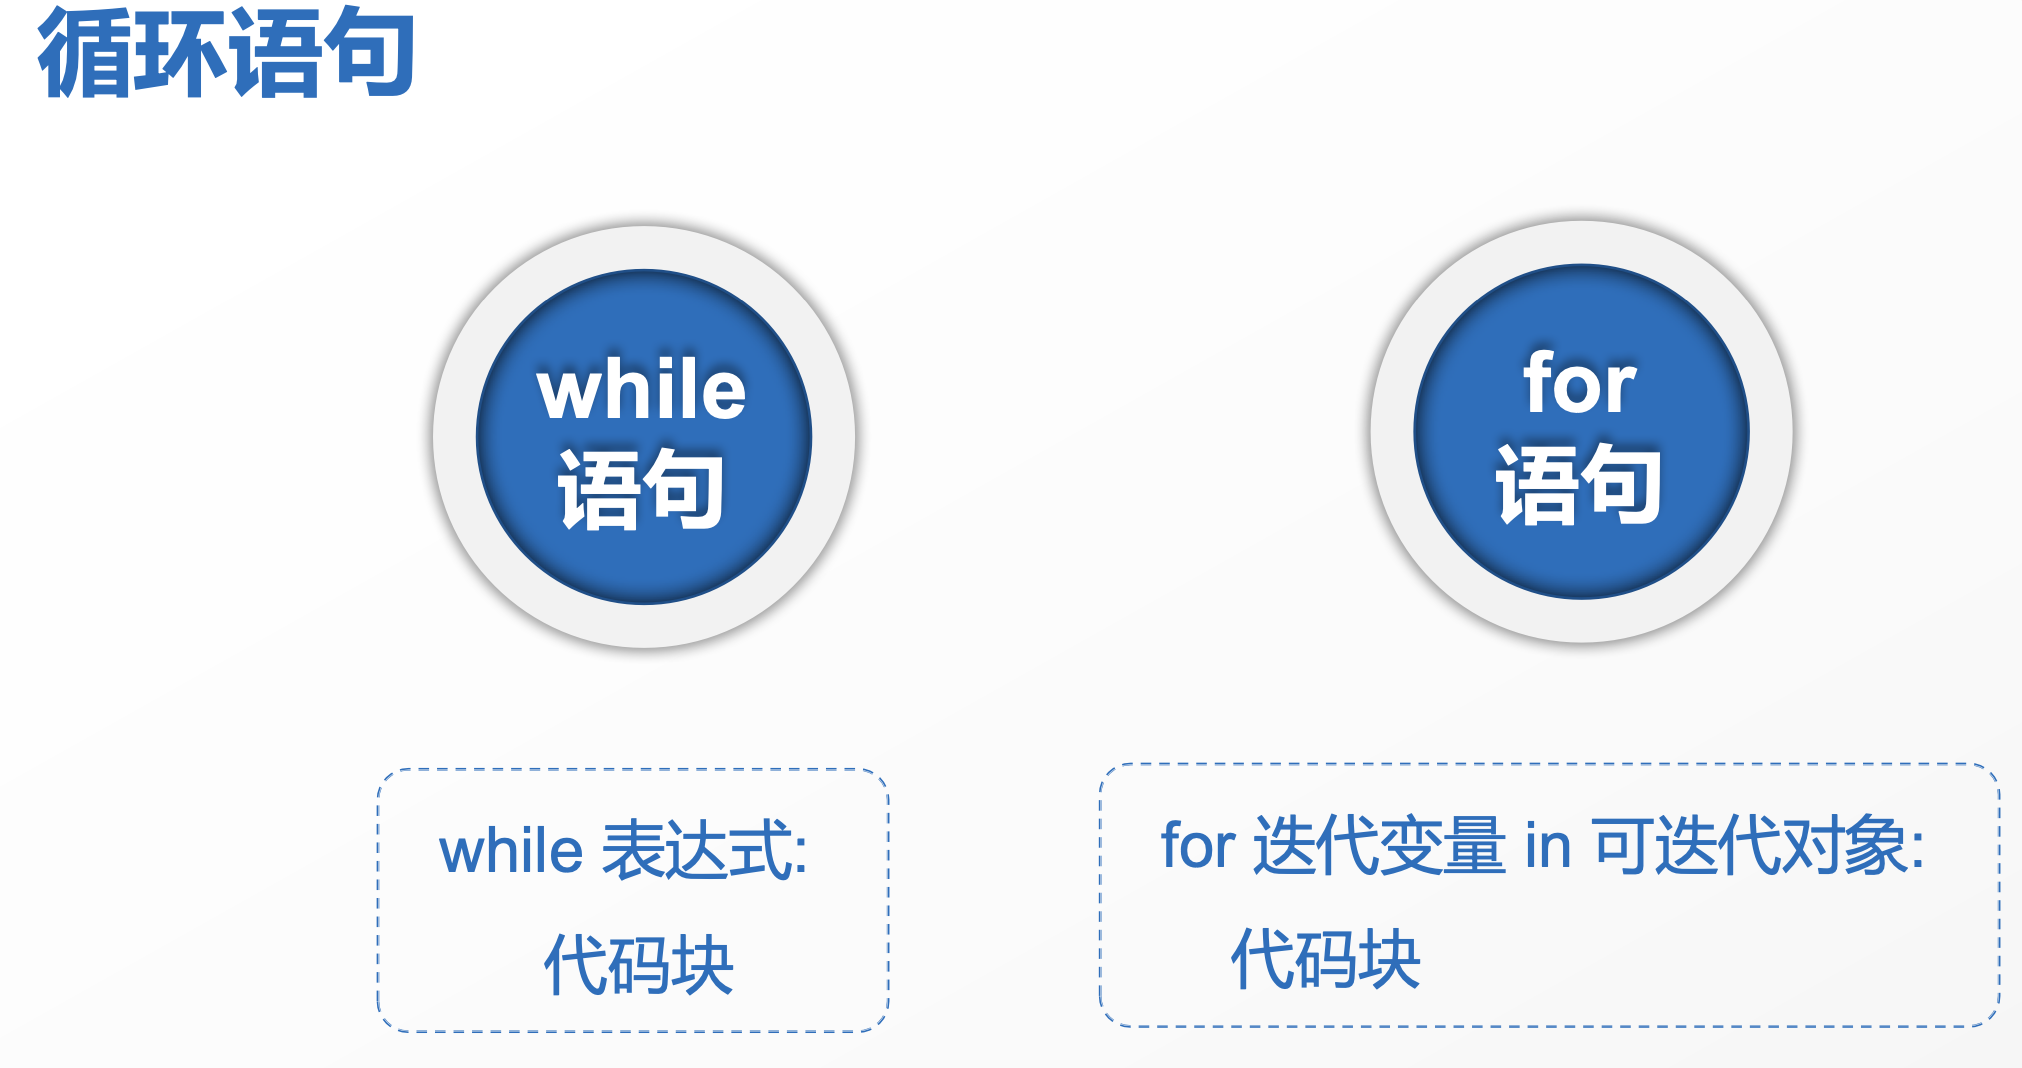 循环语句
while
语句
for
语句
while 表达式:
代码块
for 迭代变量 in 可迭代对象:
代码块